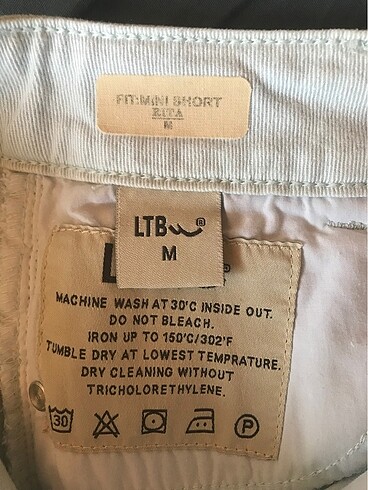 FIT:MINI SHORT
RITA
M
LTB ®
M
L ®
MACHINE WASH AT 30°C INSIDE OUT.
DO NOT BLEACH.
IRON UP TO 150°C/302°F
TUMBLE DRY AT LOWEST TEMPRATURE.
DRY CLEANING WITHOUT
TRICHOLORETHYLENE.
30 P